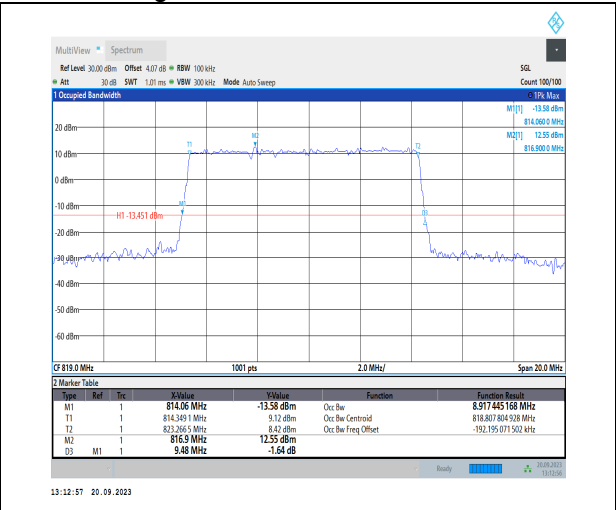 MultiView Spectrum
Ref Level 30.00 dBm Offset 4.07 dB RBW 100 kHz SGL
Att 30 dB SWT 1.01 ms VBW 300 kHz Mode Auto Sweep Count 100/100
1 Occupied Bandwidth 1Pk Max
M1[1] -13.58 dBm
814.060 0 MHz
M2[1] 12.55 dBm
816.900 0 MHz
20 dBm
M2
T1 T2
10 dBm
0 dBm
M1
-10 dBm
H1 -13.451 dBm D3
-20 dBm
-30 dBm
-40 dBm
-50 dBm
-60 dBm
CF 819.0 MHz 1001 pts 2.0 MHz/ Span 20.0 MHz
2 Marker Table
Type Ref Trc X-Value Y-Value Function Function Result
M1 1 814.06 MHz -13.58 dBm Occ Bw 8.917 445 168 MHz
T1 1 814.349 1 MHz 9.12 dBm Occ Bw Centroid 818.807 804 928 MHz
T2 1 823.266 5 MHz 8.42 dBm Occ Bw Freq Offset -192.195 071 502 kHz
M2 1 816.9 MHz 12.55 dBm
D3 M1 1 9.48 MHz -1.64 dB
Ready 20.09.2023
13:12:56
13:12:57 20.09.2023